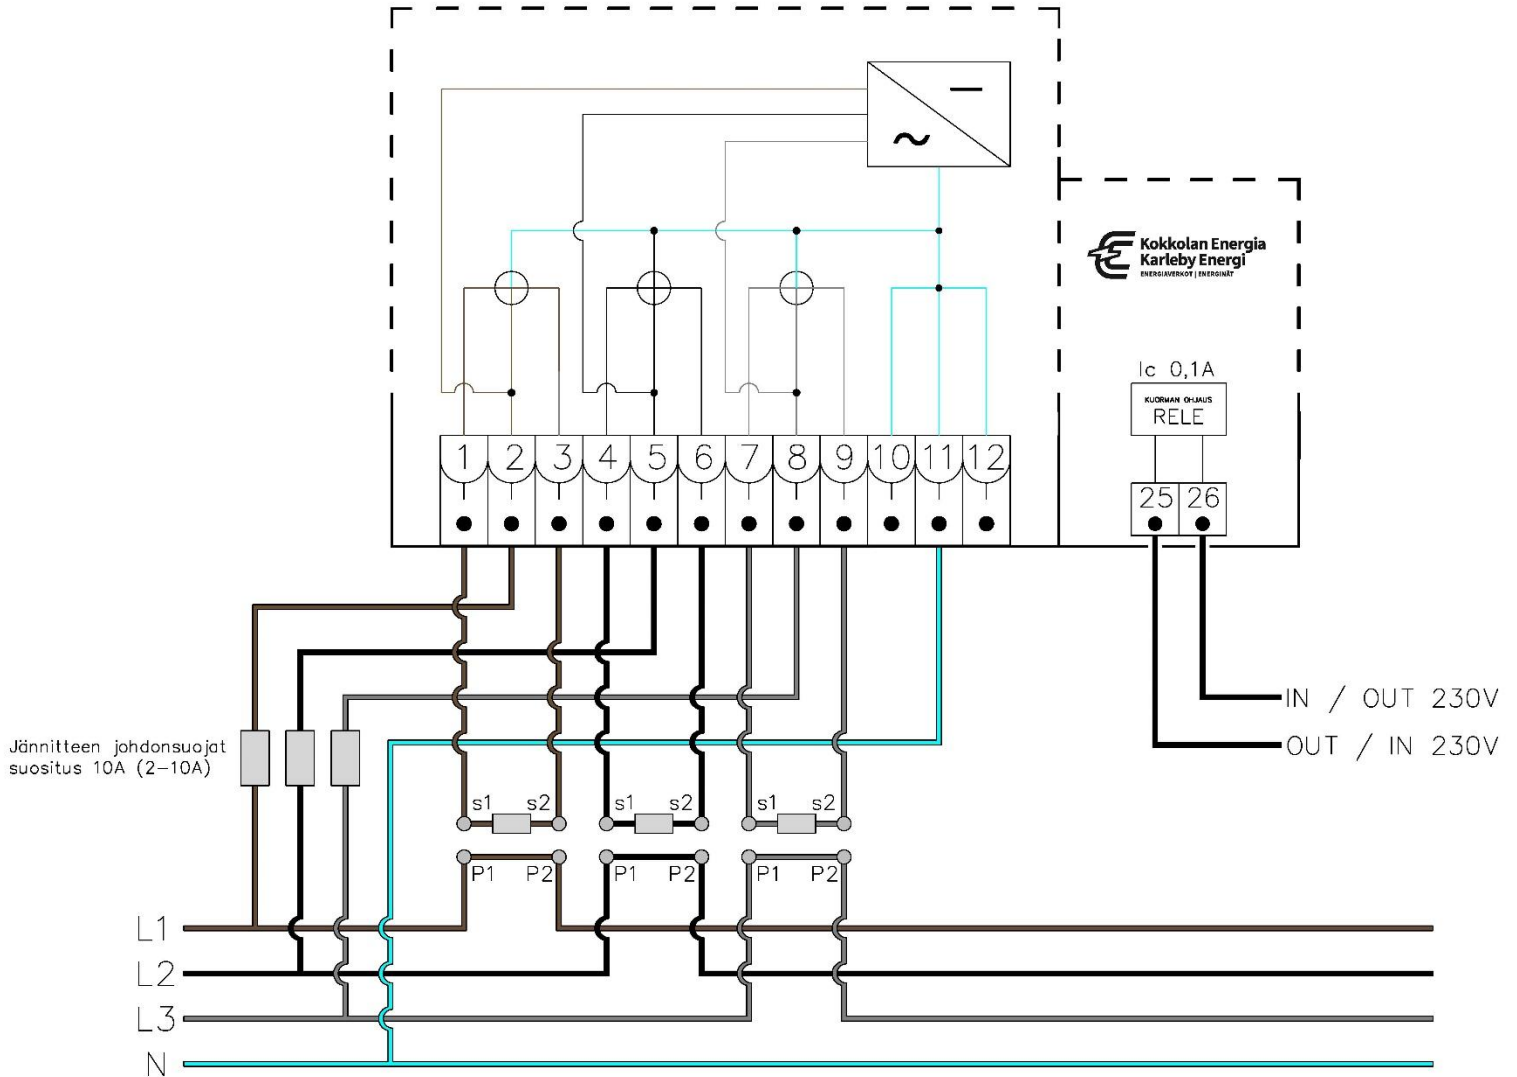 Kokkolan Energia
Karleby Energi
ENERGIAVERKOT | ENERGINÄT
Ic 0,1A
KUORMAN OHJAUS
RELE
1 2 3 4 5 6 7 8 9 10 11 12
25 26
IN / OUT 230V
OUT / IN 230V
Jännitteen johdonsuojat
suositus 10A (2-10A)
s1 s2 s1 s2 s1 s2
P1 P2 P1 P2 P1 P2
L1
L2
L3
N